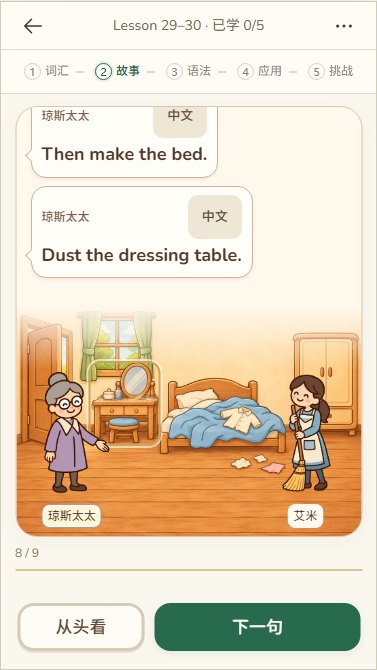 Lesson 29–30 · 已学 0/5
1 词汇 — 2 故事 — 3 语法 — 4 应用 — 5 挑战
琼斯太太 中文
Then make the bed.
琼斯太太 中文
Dust the dressing table.
琼斯太太 艾米
8 / 9
从头看 下一句